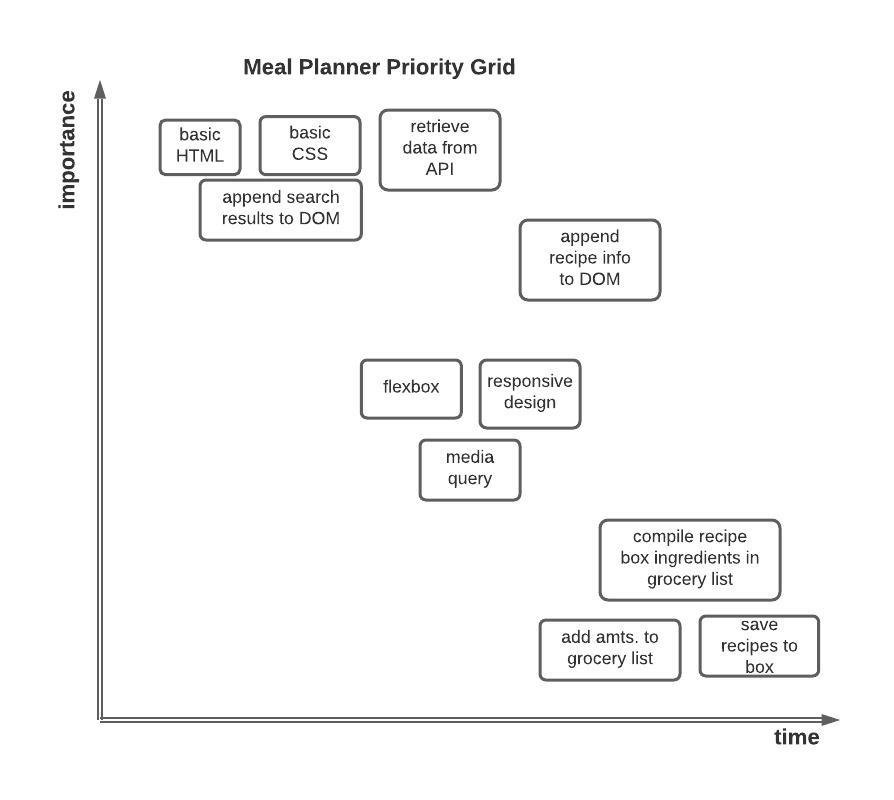 Meal Planner Priority Grid
importance
basic
HTML
basic
CSS
retrieve
data from
API
append search
results to DOM
append
recipe info
to DOM
flexbox
responsive
design
media
query
compile recipe
box ingredients in
grocery list
add amts. to
grocery list
save
recipes to
box
time